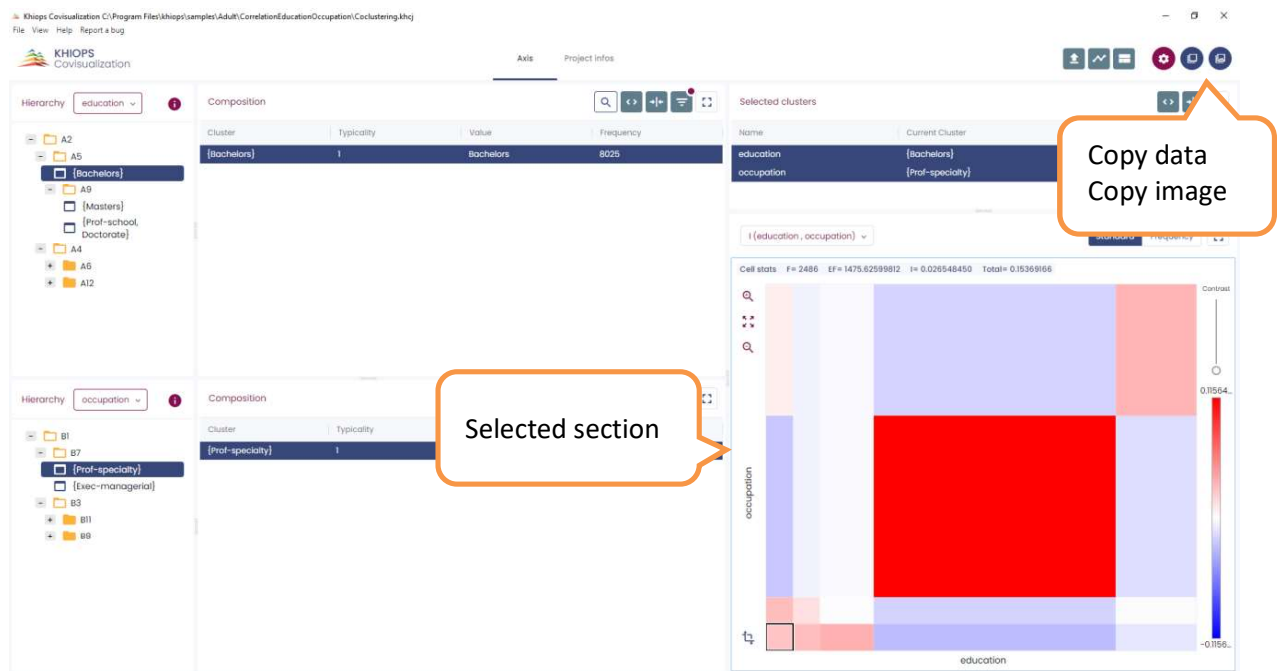 Khiops Covisualization C:\Program Files\khiops\samples\Adult\CorrelationEducationOccupation\Coclustering.khcj
File View Help Report a bug
KHIOPS
Covisualization
Axis
Project infos
Hierarchy
education
Composition
Selected clusters
Cluster
Typicality
Value
Frequency
{Bachelors}
1
Bachelors
8025
Name
Current Cluster
education
{Bachelors}
occupation
{Prof-specialty}
A2
A5
{Bachelors}
A9
{Masters}
{Prof-school,
Doctorate}
A4
A6
A12
Copy data
Copy image
I (education , occupation)
Standard
Frequency
Cell stats F= 2486 EF= 1475.62599812 I= 0.026548450 Total= 0.15369166
Contrast
0.11564...
-0.1156...
occupation
education
Hierarchy
occupation
Composition
Cluster
Typicality
{Prof-specialty}
1
Selected section
B1
B7
{Prof-specialty}
{Exec-managerial}
B3
B11
B9